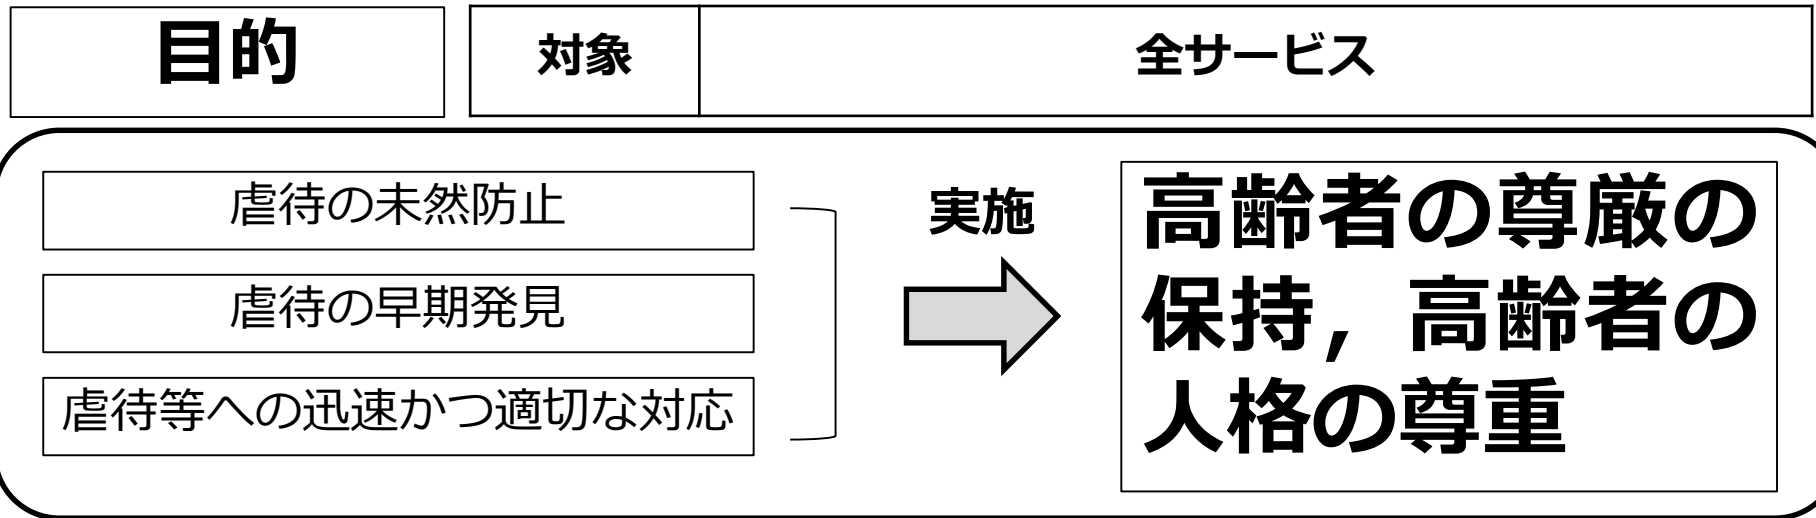 目的
対象
全サービス
虐待の未然防止
虐待の早期発見
虐待等への迅速かつ適切な対応
実施
高齢者の尊厳の
保持，高齢者の
人格の尊重